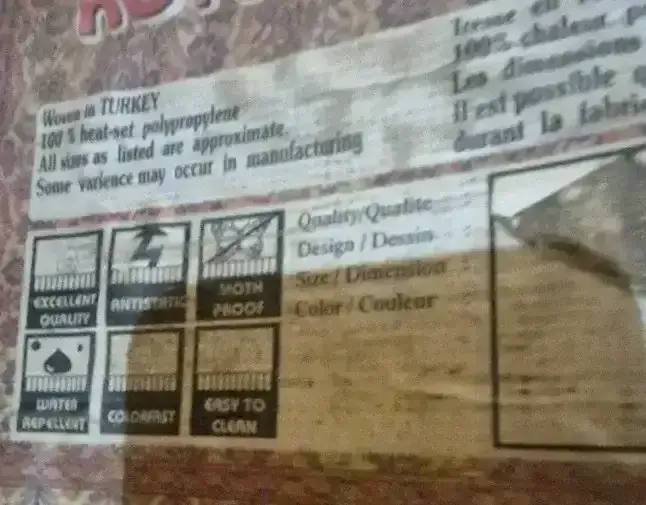 Woven in TURKEY
100 % heat-set polypropylene
All sizes as listed are approximate.
Some varience may occur in manufacturing
en
100% chaleur
Les dimensions
Il est possible
durant la
Quality/Qualite
Design / Dessin
Size / Dimension
Color / Couleur
EXCELLENT QUALITY
ANTISTATIC
MOTH PROOF
WATER REPELLENT
COLORFAST
EASY TO CLEAN